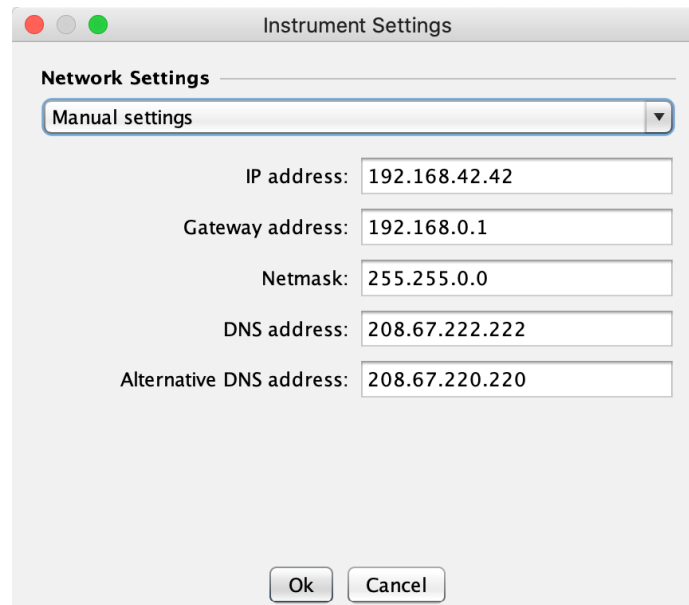 Instrument Settings
Network Settings
Manual settings
IP address: 192.168.42.42
Gateway address: 192.168.0.1
Netmask: 255.255.0.0
DNS address: 208.67.222.222
Alternative DNS address: 208.67.220.220
Ok Cancel